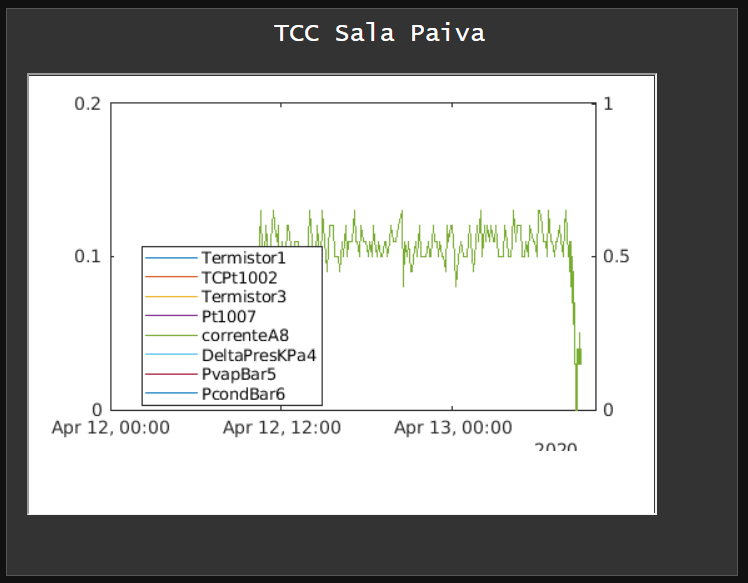 TCC Sala Paiva
0.2
1
0.1
0.5
Termistor1
TCPt1002
Termistor3
Pt1007
correnteA8
DeltaPresKPa4
PvapBar5
PcondBar6
0
0
Apr 12, 00:00
Apr 12, 12:00
Apr 13, 00:00
2020